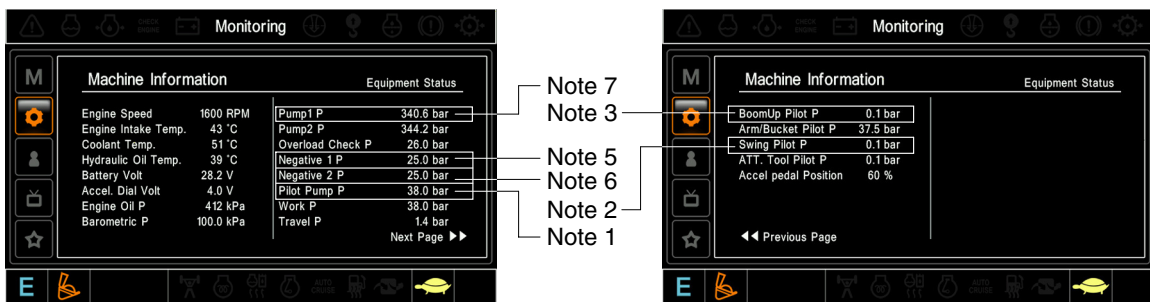 CHECK ENGINE
Monitoring
M
Machine Information
Equipment Status
Engine Speed 1600 RPM
Engine Intake Temp. 43 °C
Coolant Temp. 51 °C
Hydraulic Oil Temp. 39 °C
Battery Volt 28.2 V
Accel. Dial Volt 4.0 V
Engine Oil P 412 kPa
Barometric P 100.0 kPa
Pump1 P 340.6 bar
Pump2 P 344.2 bar
Overload Check P 26.0 bar
Negative 1 P 25.0 bar
Negative 2 P 25.0 bar
Pilot Pump P 38.0 bar
Work P 38.0 bar
Travel P 1.4 bar
Next Page
E
AUTO CRUISE
Note 7
Note 3
Note 5
Note 6
Note 2
Note 1
CHECK ENGINE
Monitoring
M
Machine Information
Equipment Status
BoomUp Pilot P 0.1 bar
Arm/Bucket Pilot P 37.5 bar
Swing Pilot P 0.1 bar
ATT. Tool Pilot P 0.1 bar
Accel pedal Position 60 %
Previous Page
E
AUTO CRUISE